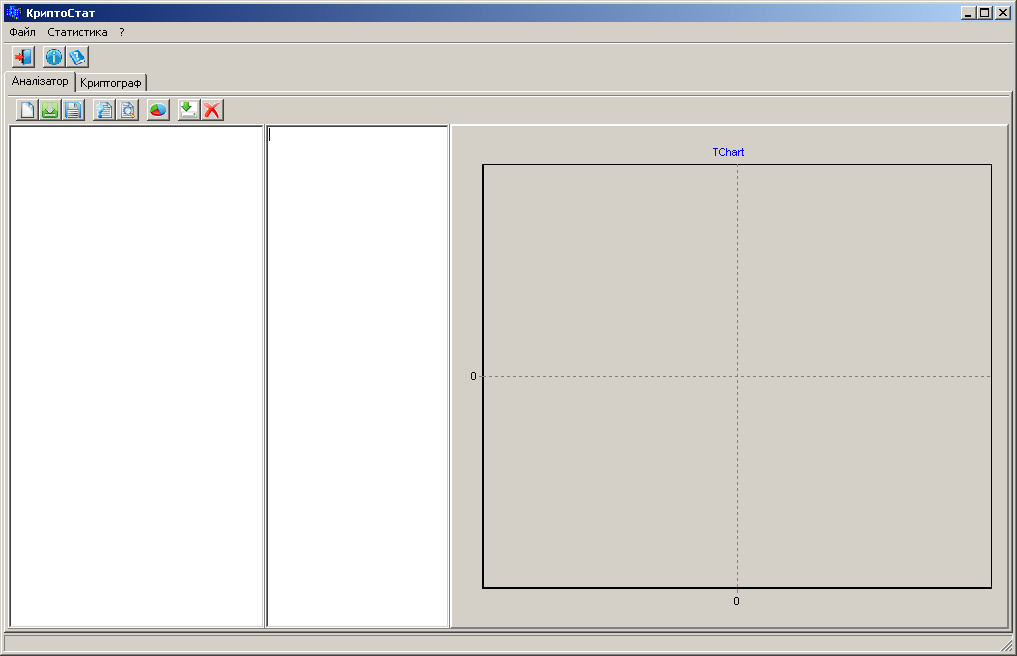 КриптоСтат
Файл Статистика ?
Аналізатор Криптограф
TChart
0
0